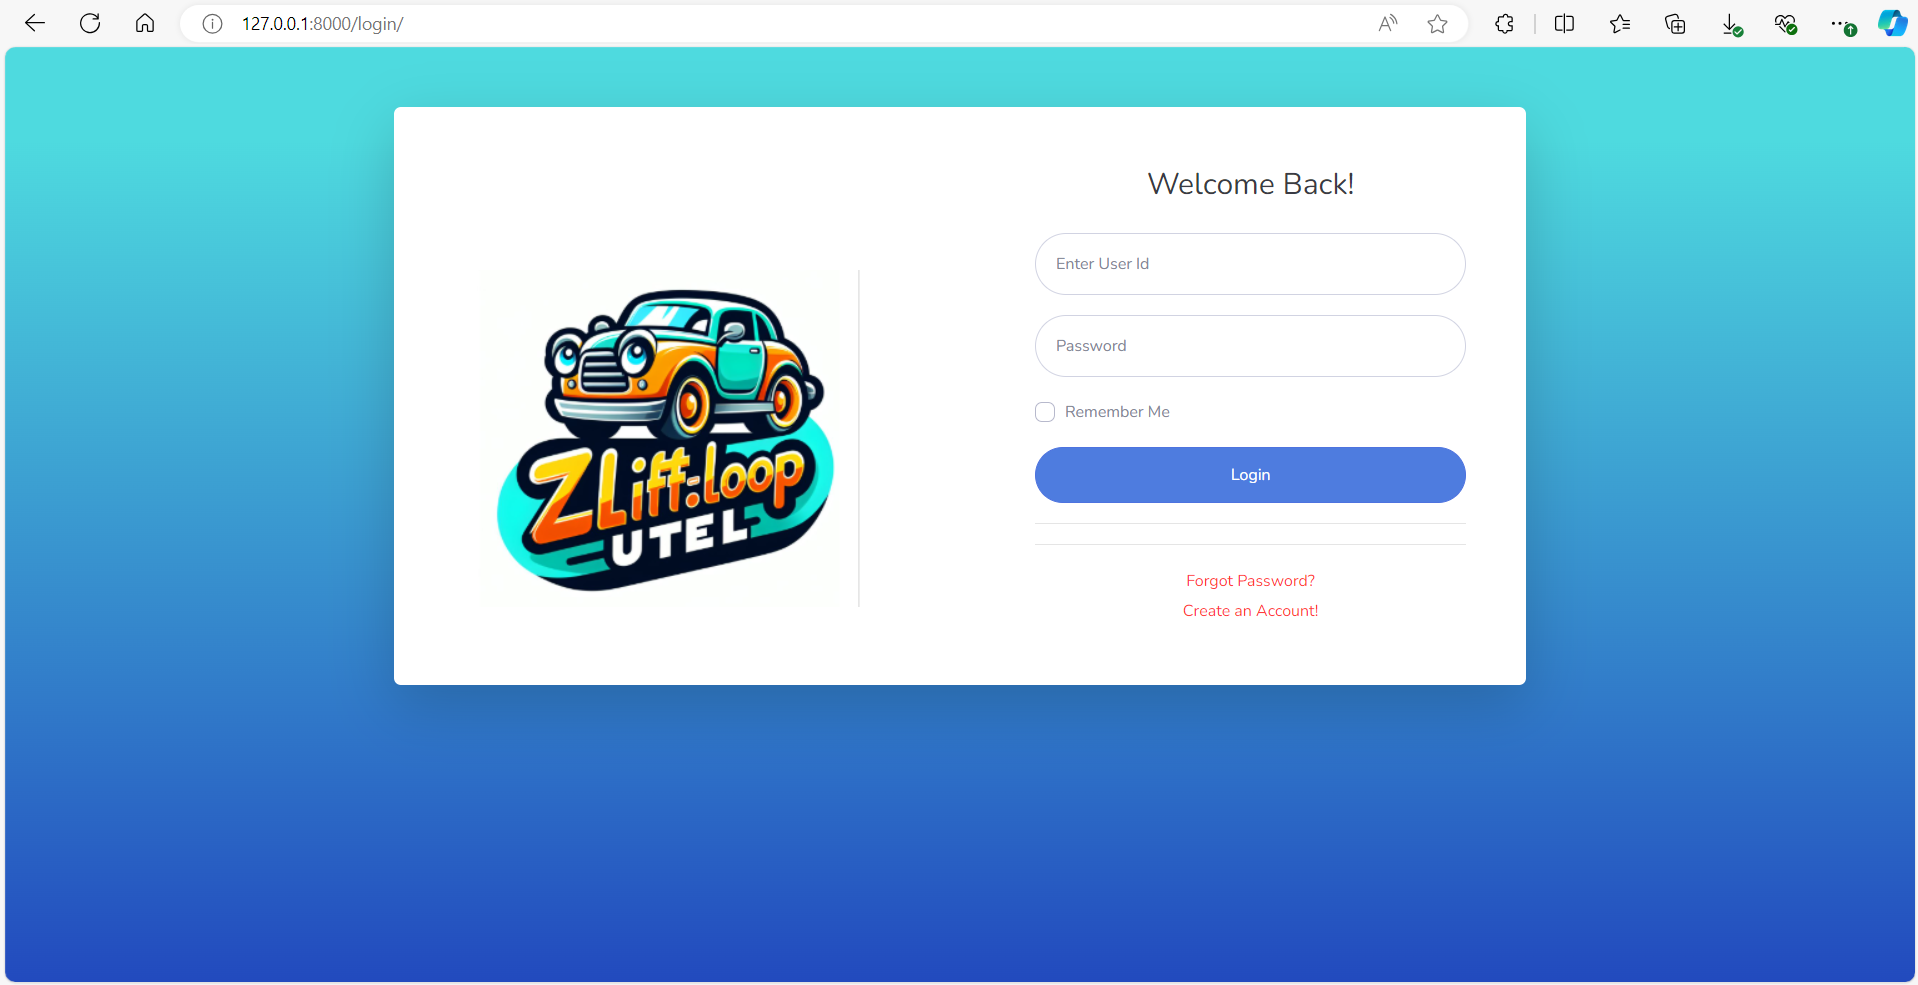 127.0.0.1:8000/login/
Welcome Back!
Enter User Id
Password
Remember Me
Login
ZLiff-loop
UTEL
Forgot Password?
Create an Account!